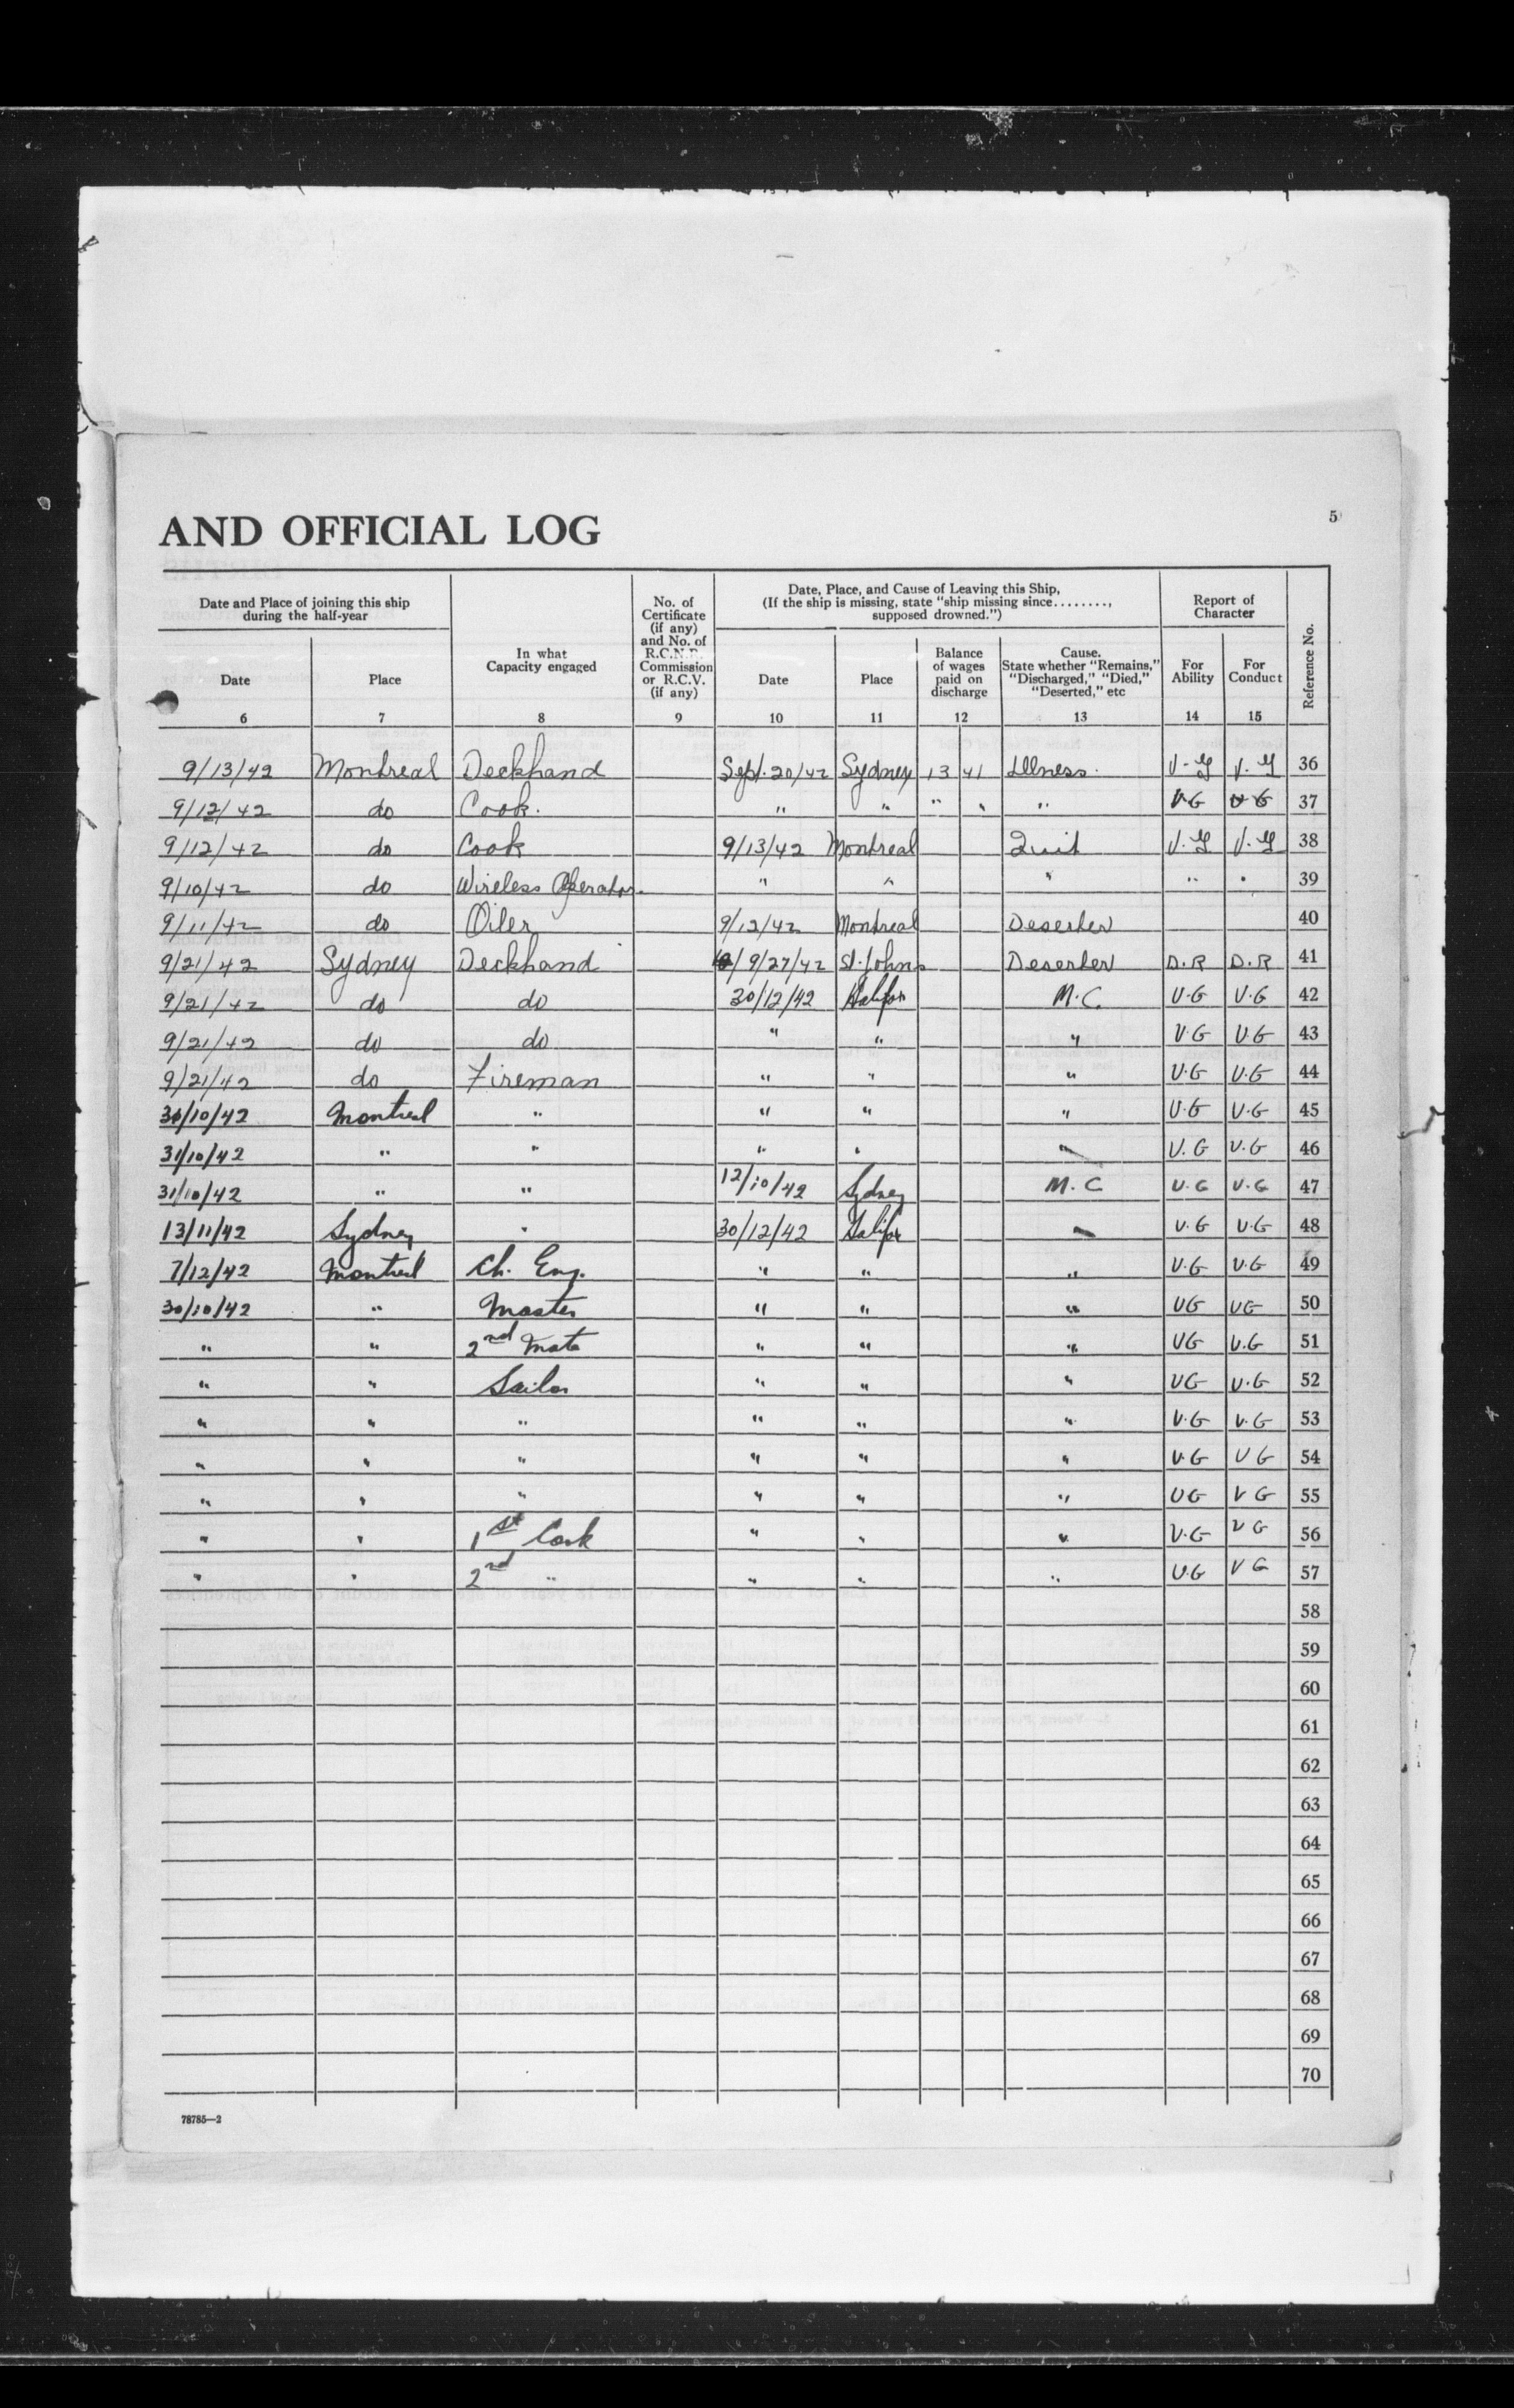 AND OFFICIAL LOG
5
Date and Place of joining this ship
during the half-year
Date
Place
In what
Capacity engaged
No. of
Certificate
(if any)
and No. of
R.C.N.R.
Commission
or R.C.V.
(if any)
Date, Place, and Cause of Leaving this Ship,
(If the ship is missing, state "ship missing since........,
supposed drowned.")
Date
Place
Balance
of wages
paid on
discharge
Cause.
State whether "Remains,"
"Discharged," "Died,"
"Deserted," etc
Report of
Character
For
Ability
For
Conduct
Reference No.
6 7 8 9 10 11 12 13 14 15
9/13/42 Montreal Deckhand Sept. 20/42 Sydney 13 41 Illness. V.G V.G 36
9/12/42 do Cook. " " " " " V.G V G 37
9/12/42 do Cook 9/13/42 Montreal Quit V.G V.G 38
9/10/42 do Wireless Operator. " " " " " 39
9/11/42 do Oiler 9/12/42 Montreal Deserter 40
9/21/42 Sydney Deckhand 9/27/42 St. Johns Deserter D.R D.R 41
9/21/42 do do 30/12/42 Halifax M.C. V.G V.G 42
9/21/42 do do " " " V.G V.G 43
9/21/42 do Fireman " " " V.G V.G 44
30/10/42 Montreal " " " " V.G V.G 45
31/10/42 " " " " " V.G V.G 46
31/10/42 " " 12/10/42 Sydney M.C V.G V.G 47
13/11/42 Sydney " 30/12/42 Halifax " V.G V.G 48
7/12/42 Montreal Ch. Eng. " " " V.G V.G 49
30/10/42 " Master " " " VG VG 50
" " 2nd Mate " " " VG V.G 51
" " Sailor " " " VG V.G 52
" " " " " " V.G V.G 53
" " " " " " V.G V G 54
" " " " " " VG V G 55
" " 1st Cook " " " V.G V G 56
" " 2nd " " " " V.G V G 57
58
59
60
61
62
63
64
65
66
67
68
69
70
78785—2